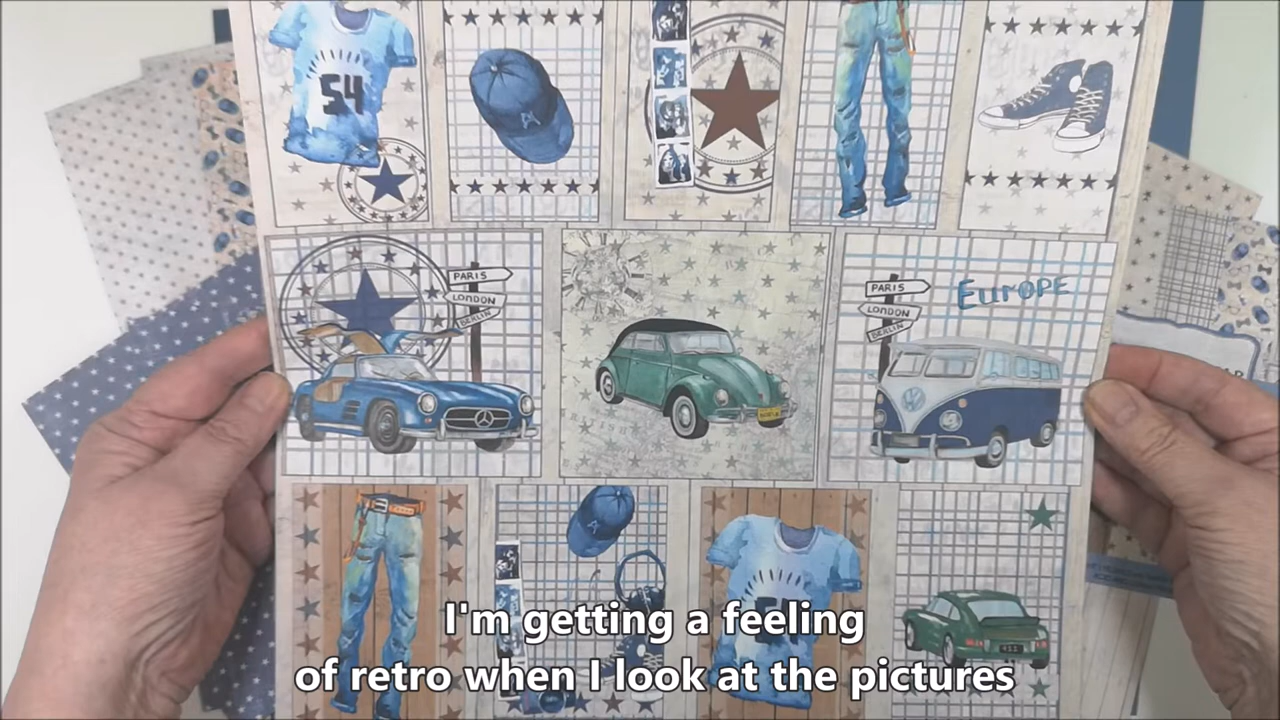 54
PARIS
LONDON
BERLIN
PARIS
LONDON
BERLIN
EUROPE
I'm getting a feeling
of retro when I look at the pictures